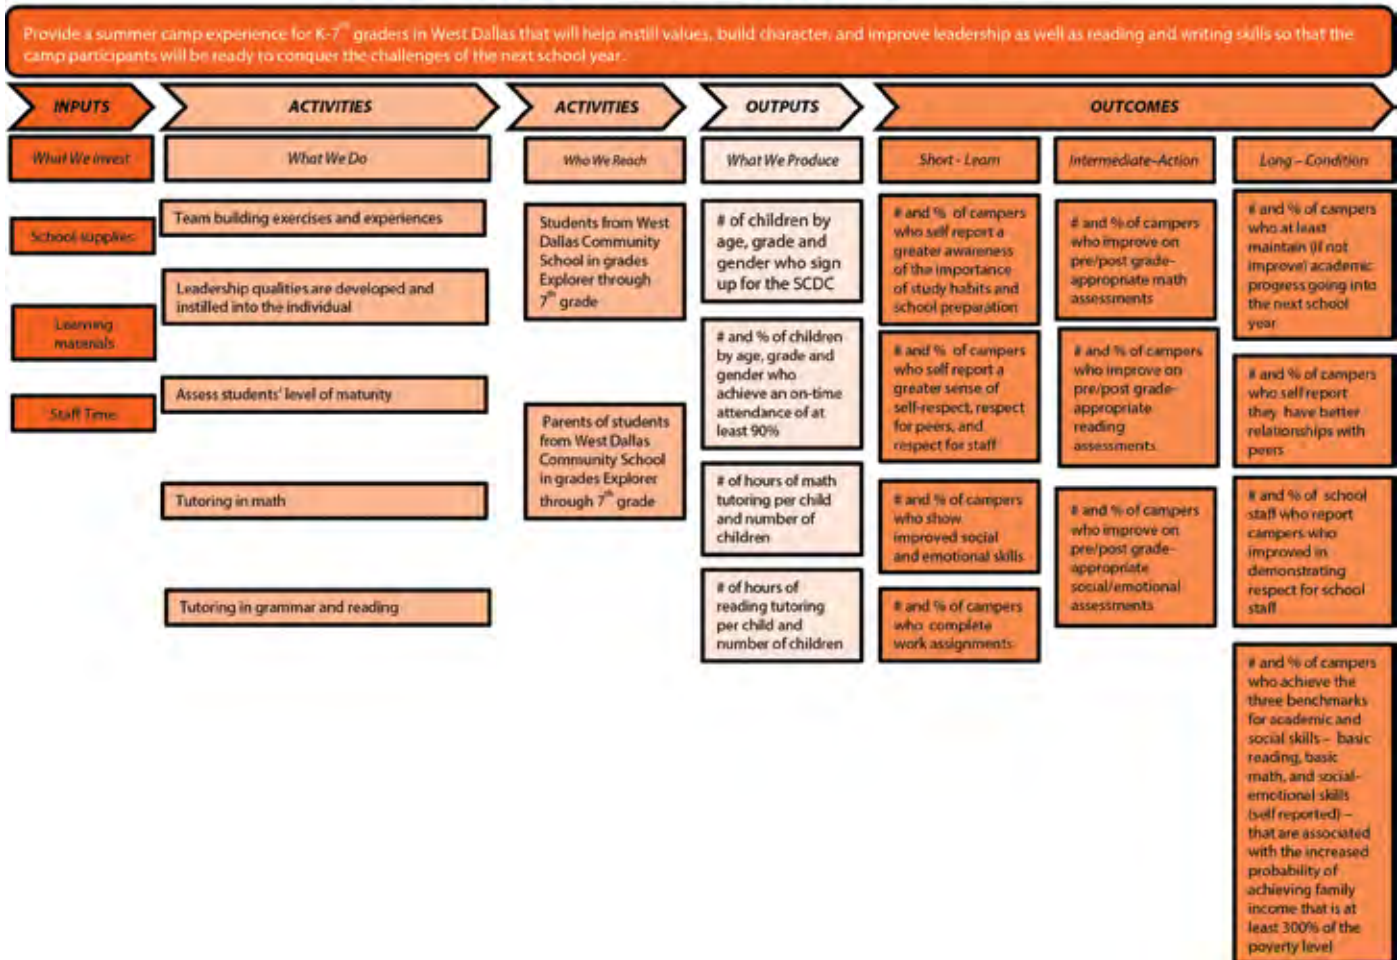 Provide a summer camp experience for K-7th graders in West Dallas that will help instill values, build character, and improve leadership as well as reading and writing skills so that the
camp participants will be ready to conquer the challenges of the next school year.
INPUTS
ACTIVITIES
ACTIVITIES
OUTPUTS
OUTCOMES
What We Invest
What We Do
Who We Reach
What We Produce
Short - Learn
Intermediate-Action
Long - Condition
School supplies
Learning
materials
Staff Time
Team building exercises and experiences
Leadership qualities are developed and
instilled into the individual
Assess students' level of maturity
Tutoring in math
Tutoring in grammar and reading
Students from West
Dallas Community
School in grades
Explorer through
7th grade
Parents of students
from West Dallas
Community School
in grades Explorer
through 7th grade
# of children by
age, grade and
gender who sign
up for the SCDC
# and % of children
by age, grade and
gender who
achieve an on-time
attendance of at
least 90%
# of hours of math
tutoring per child
and number of
children
# of hours of
reading tutoring
per child and
number of children
# and % of campers
who self report a
greater awareness
of the importance
of study habits and
school preparation
# and % of campers
who self report a
greater sense of
self-respect, respect
for peers, and
respect for staff
# and % of campers
who show
improved social
and emotional skills
# and % of campers
who complete
work assignments
# and % of campers
who improve on
pre/post grade-
appropriate math
assessments
# and % of campers
who improve on
pre/post grade-
appropriate
reading
assessments
# and % of campers
who improve on
pre/post grade-
appropriate
social/emotional
assessments
# and % of campers
who at least
maintain (if not
improve) academic
progress going into
the next school
year
# and % of campers
who self report
they have better
relationships with
peers
# and % of school
staff who report
campers who
improved in
demonstrating
respect for school
staff
# and % of campers
who achieve the
three benchmarks
for academic and
social skills – basic
reading, basic
math, and social-
emotional skills
(self reported) –
that are associated
with the increased
probability of
achieving family
income that is at
least 300% of the
poverty level